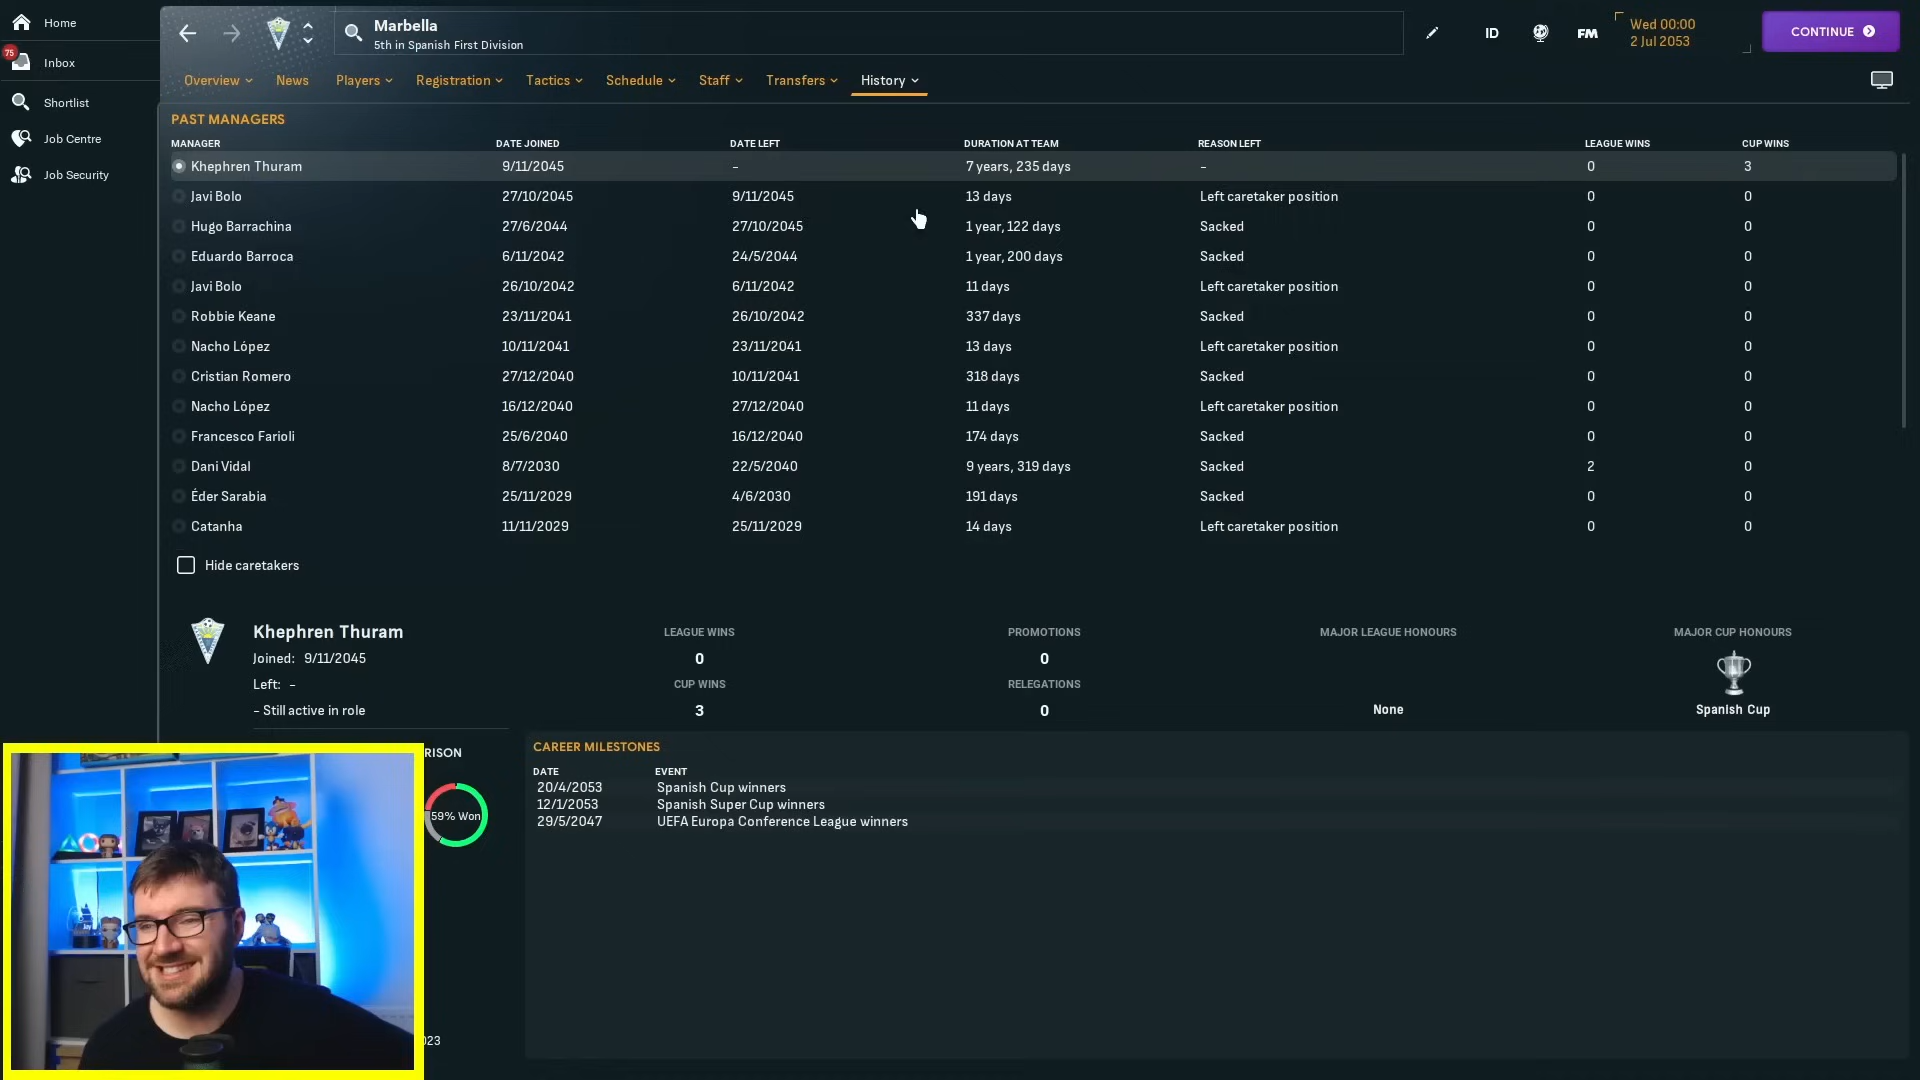 Home
75
Inbox
Shortlist
Job Centre
Job Security
Marbella
5th in Spanish First Division
ID
FM
Wed 00:00
2 Jul 2053
CONTINUE
Overview
News
Players
Registration
Tactics
Schedule
Staff
Transfers
History
PAST MANAGERS
MANAGER DATE JOINED DATE LEFT DURATION AT TEAM REASON LEFT LEAGUE WINS CUP WINS
Khephren Thuram 9/11/2045 - 7 years, 235 days - 0 3
Javi Bolo 27/10/2045 9/11/2045 13 days Left caretaker position 0 0
Hugo Barrachina 27/6/2044 27/10/2045 1 year, 122 days Sacked 0 0
Eduardo Barroca 6/11/2042 24/5/2044 1 year, 200 days Sacked 0 0
Javi Bolo 26/10/2042 6/11/2042 11 days Left caretaker position 0 0
Robbie Keane 23/11/2041 26/10/2042 337 days Sacked 0 0
Nacho López 10/11/2041 23/11/2041 13 days Left caretaker position 0 0
Cristian Romero 27/12/2040 10/11/2041 318 days Sacked 0 0
Nacho López 16/12/2040 27/12/2040 11 days Left caretaker position 0 0
Francesco Farioli 25/6/2040 16/12/2040 174 days Sacked 0 0
Dani Vidal 8/7/2030 22/5/2040 9 years, 319 days Sacked 2 0
Éder Sarabia 25/11/2029 4/6/2030 191 days Sacked 0 0
Catanha 11/11/2029 25/11/2029 14 days Left caretaker position 0 0
Hide caretakers
Khephren Thuram
Joined: 9/11/2045
Left: -
- Still active in role
LEAGUE WINS
0
CUP WINS
3
PROMOTIONS
0
RELEGATIONS
0
MAJOR LEAGUE HONOURS
None
MAJOR CUP HONOURS
Spanish Cup
RISON
59% Won
023
CAREER MILESTONES
DATE EVENT
20/4/2053 Spanish Cup winners
12/1/2053 Spanish Super Cup winners
29/5/2047 UEFA Europa Conference League winners